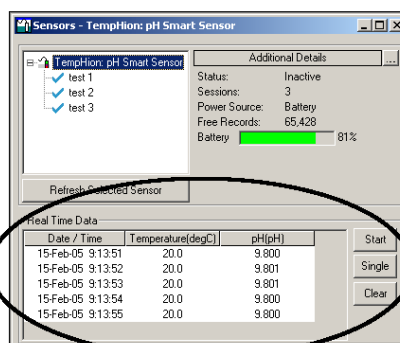 Sensors - TempHion: pH Smart Sensor
TempHion: pH Smart Sensor
test 1
test 2
test 3
Additional Details
...
Status: Inactive
Sessions: 3
Power Source: Battery
Free Records: 65,428
Battery 81%
Refresh Selected Sensor
Real Time Data
Date / Time Temperature(degC) pH(pH)
15-Feb-05 9:13:51 20.0 9.800
15-Feb-05 9:13:52 20.0 9.801
15-Feb-05 9:13:53 20.0 9.801
15-Feb-05 9:13:54 20.0 9.800
15-Feb-05 9:13:55 20.0 9.800
Start
Single
Clear